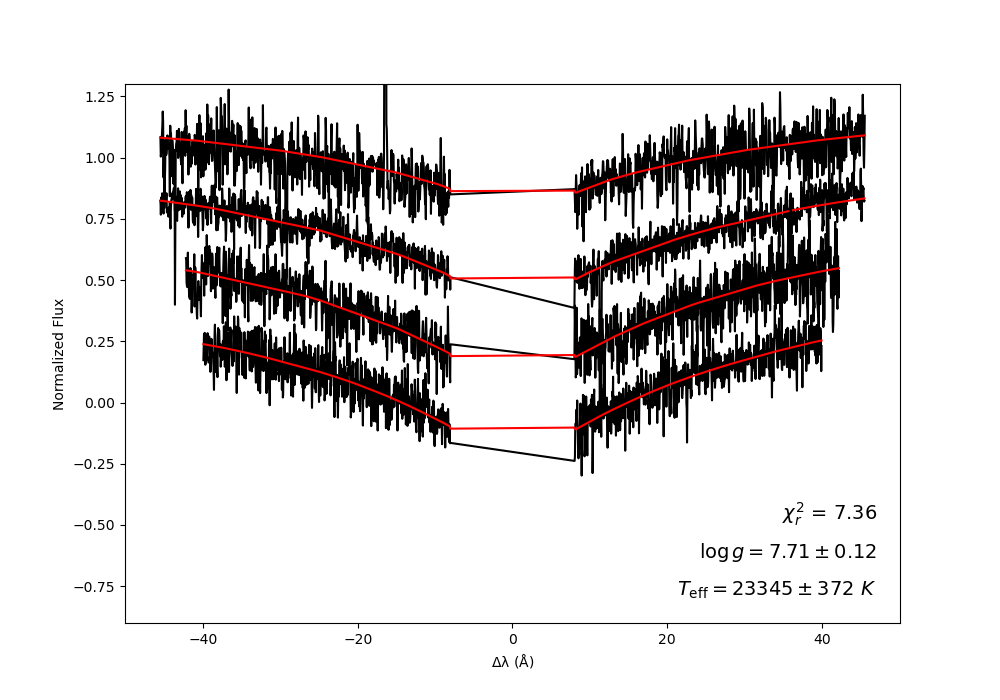 1.25
1.00
0.75
0.50
0.25
0.00
−0.25
−0.50
−0.75
Normalized Flux
χ²ᵣ = 7.36
log g = 7.71 ± 0.12
T_eff = 23345 ± 372 K
−40
−20
0
20
40
Δλ (Å)